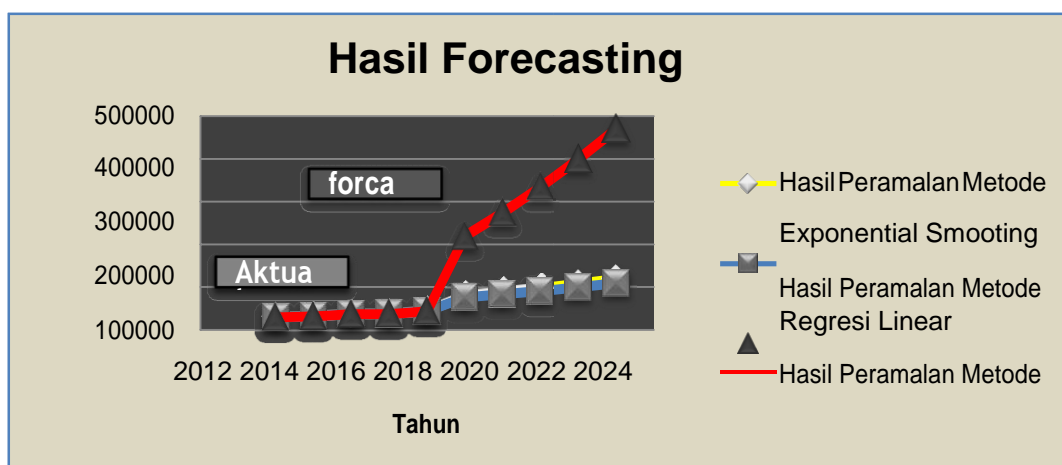 Hasil Forecasting
500000
400000
300000
200000
100000
forca
Aktua
2012 2014 2016 2018 2020 2022 2024
Tahun
Hasil Peramalan Metode
Exponential Smooting
Hasil Peramalan Metode
Regresi Linear
Hasil Peramalan Metode